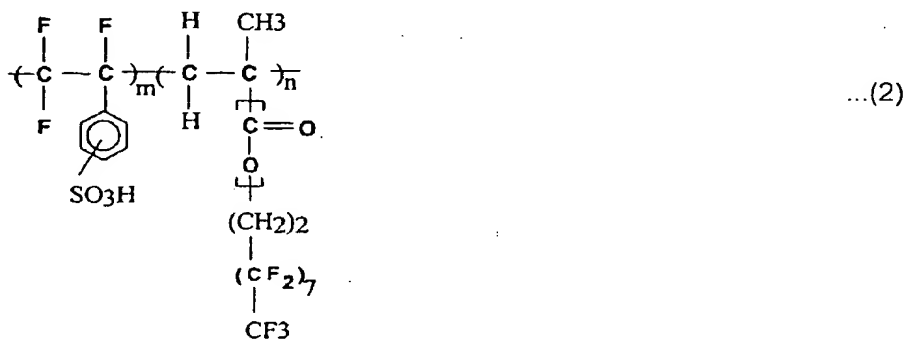 F F H CH3
( C C )m ( C C )n ...(2)
F H C=O
O
SO3H
(CH2)2
(CF2)7
CF3